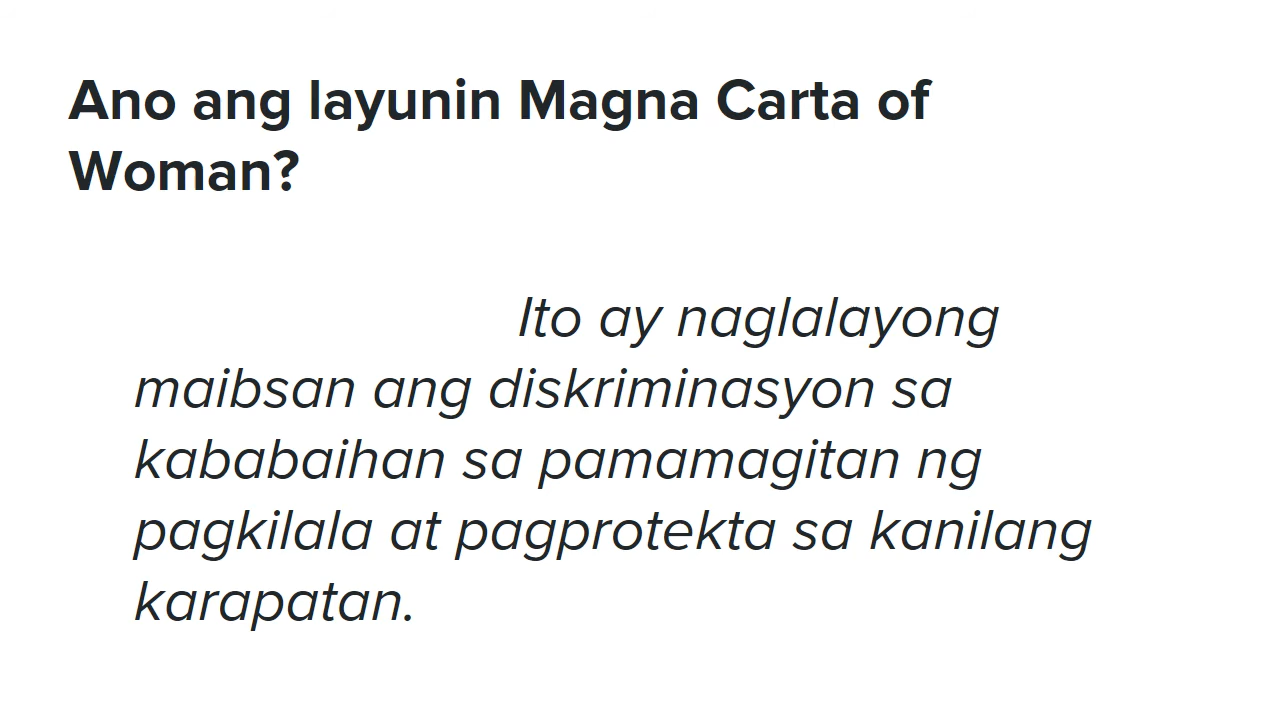 Ano ang layunin Magna Carta of
Woman?
Ito ay naglalayong
maibsan ang diskriminasyon sa
kababaihan sa pamamagitan ng
pagkilala at pagprotekta sa kanilang
karapatan.